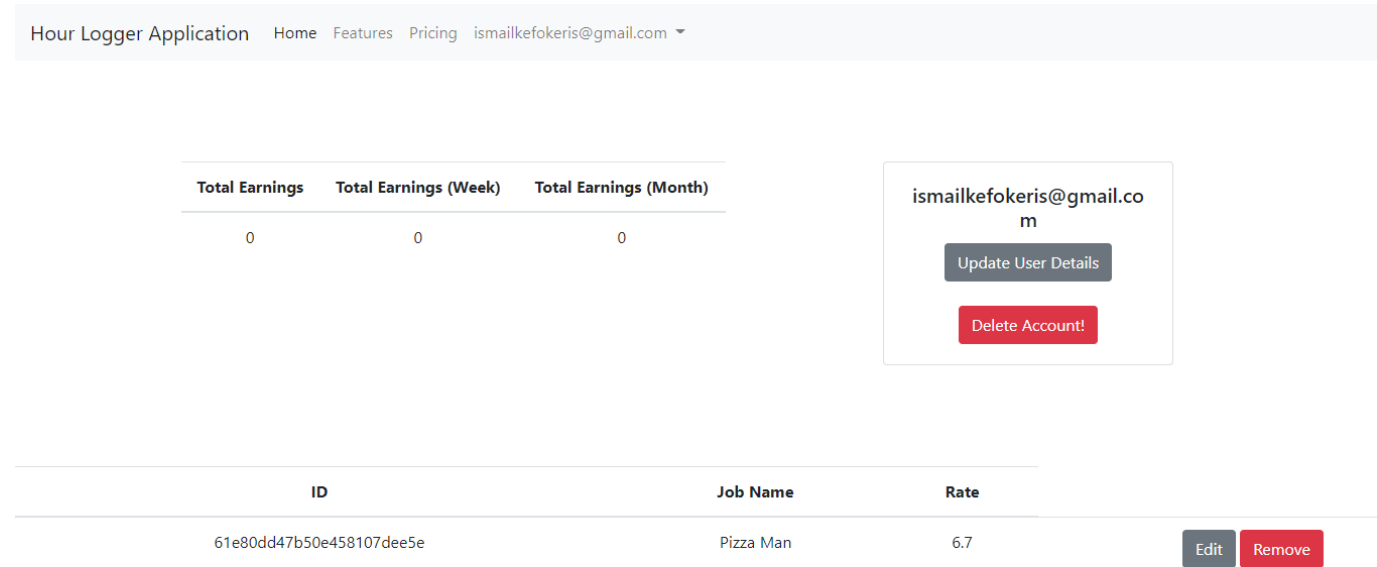 Hour Logger Application Home Features Pricing ismailkefokeris@gmail.com
Total Earnings Total Earnings (Week) Total Earnings (Month)
0 0 0
ismailkefokeris@gmail.co
m
Update User Details
Delete Account!
ID Job Name Rate
61e80dd47b50e458107dee5e Pizza Man 6.7 Edit Remove